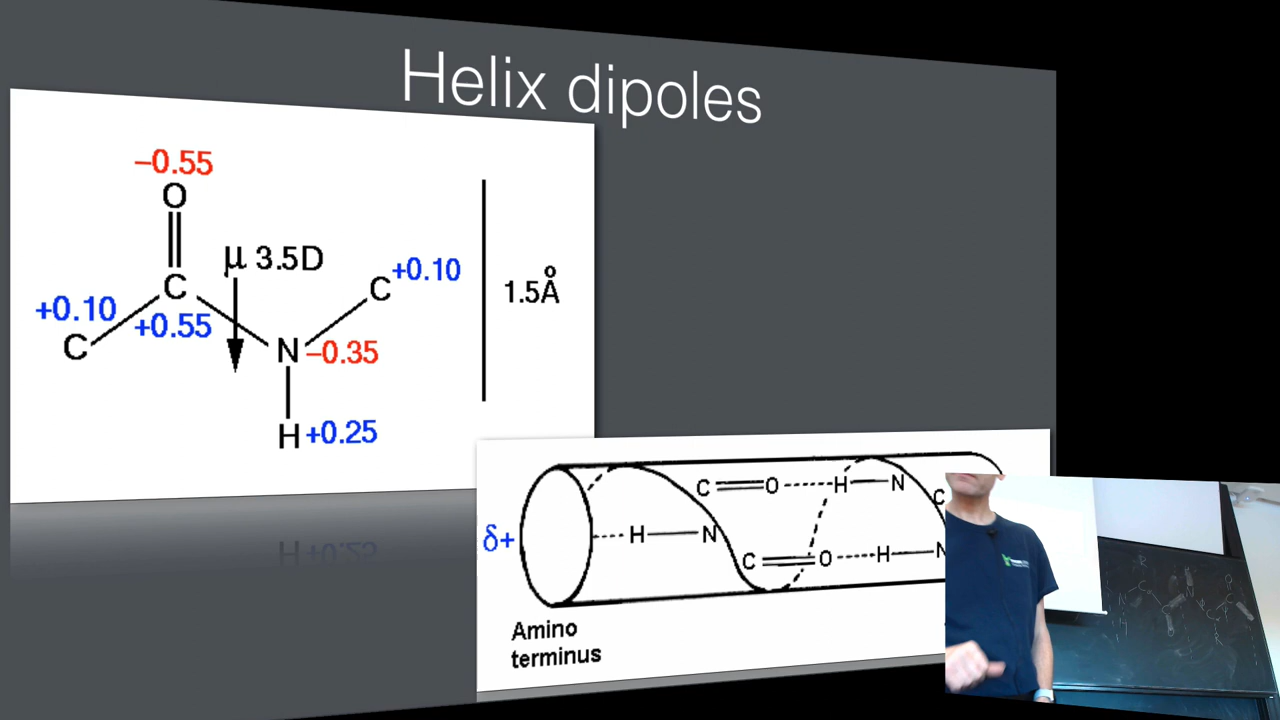 Helix dipoles
−0.55
O
μ 3.5D
C
+0.10
C
+0.10
+0.55
1.5Å
C
N
−0.35
H
+0.25
C
O
H
N
C
δ+
H
N
C
O
H
N
Amino
terminus